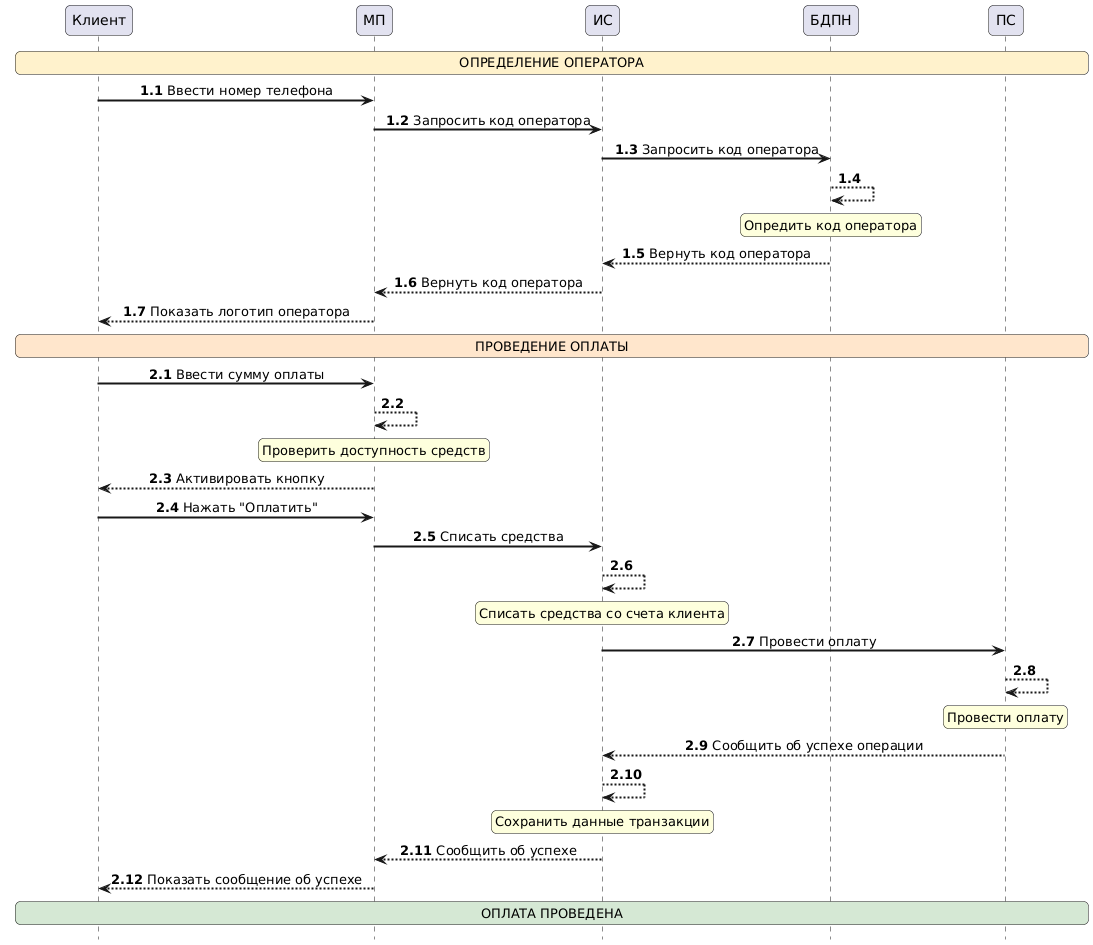 Клиент МП ИС БДПН ПС
ОПРЕДЕЛЕНИЕ ОПЕРАТОРА
1.1 Ввести номер телефона
1.2 Запросить код оператора
1.3 Запросить код оператора
1.4
Опредить код оператора
1.5 Вернуть код оператора
1.6 Вернуть код оператора
1.7 Показать логотип оператора
ПРОВЕДЕНИЕ ОПЛАТЫ
2.1 Ввести сумму оплаты
2.2
Проверить доступность средств
2.3 Активировать кнопку
2.4 Нажать "Оплатить"
2.5 Списать средства
2.6
Списать средства со счета клиента
2.7 Провести оплату
2.8
Провести оплату
2.9 Сообщить об успехе операции
2.10
Сохранить данные транзакции
2.11 Сообщить об успехе
2.12 Показать сообщение об успехе
ОПЛАТА ПРОВЕДЕНА